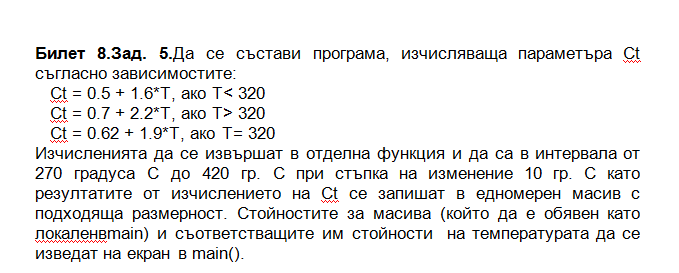 Билет 8.Зад. 5.Да се състави програма, изчисляваща параметъра Ct
съгласно зависимостите:
Ct = 0.5 + 1.6*T, ако T< 320
Ct = 0.7 + 2.2*T, ако T> 320
Ct = 0.62 + 1.9*T, ако T= 320
Изчисленията да се извършат в отделна функция и да са в интервала от
270 градуса С до 420 гр. С при стъпка на изменение 10 гр. С като
резултатите от изчислението на Ct се запишат в едномерен масив с
подходяща размерност. Стойностите за масива (който да е обявен като
локаленвmain) и съответстващите им стойности на температурата да се
изведат на екран в main().